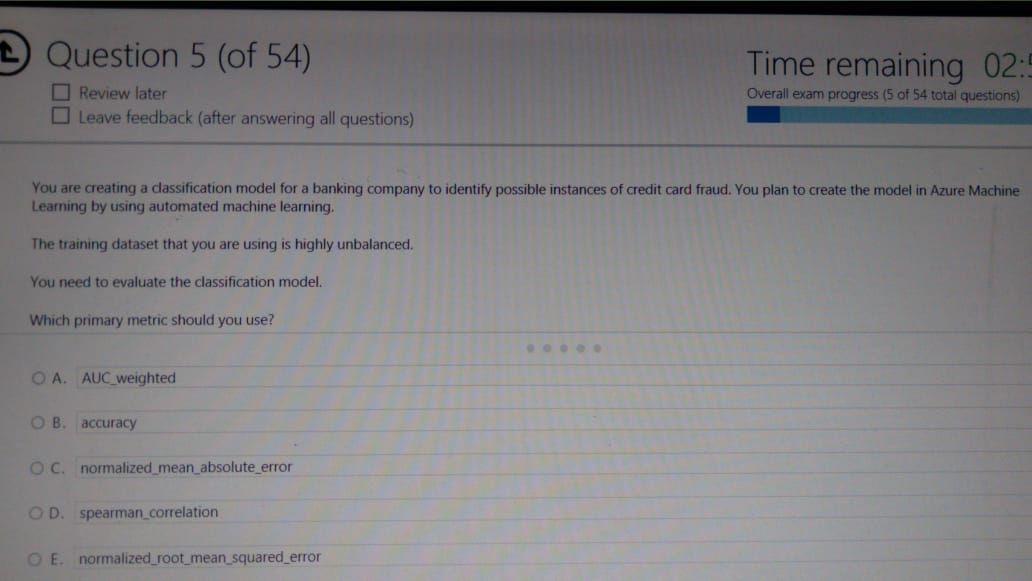 Question 5 (of 54)
Review later
Leave feedback (after answering all questions)
Time remaining 02:
Overall exam progress (5 of 54 total questions)
You are creating a classification model for a banking company to identify possible instances of credit card fraud. You plan to create the model in Azure Machine
Learning by using automated machine learning.
The training dataset that you are using is highly unbalanced.
You need to evaluate the classification model.
Which primary metric should you use?
A. AUC_weighted
B. accuracy
C. normalized_mean_absolute_error
D. spearman_correlation
E. normalized_root_mean_squared_error